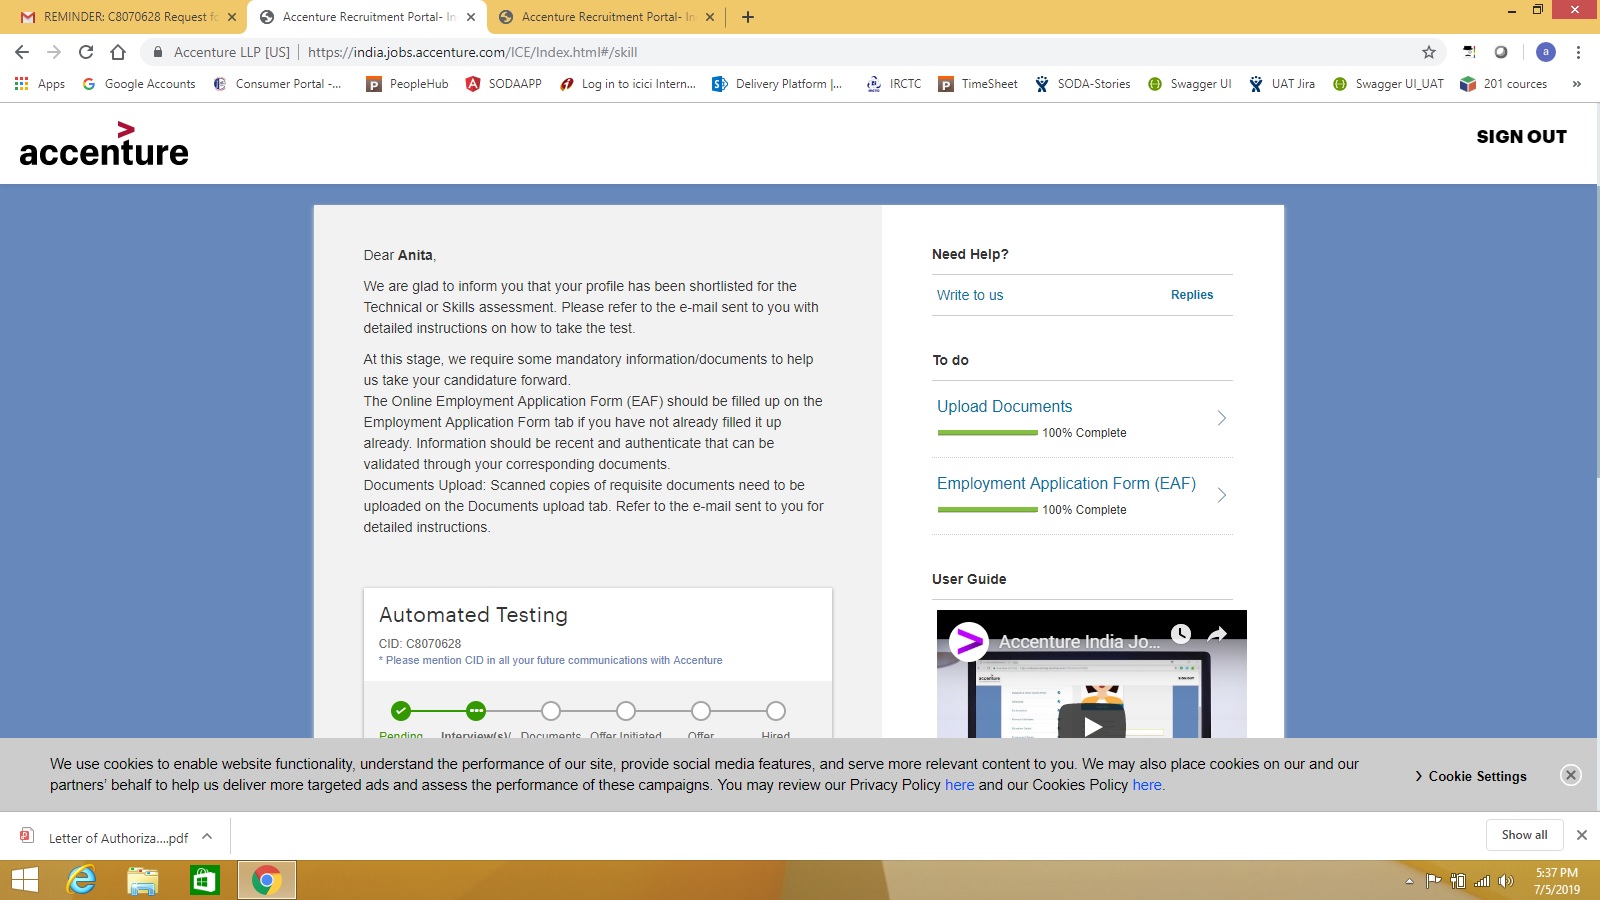 REMINDER: C8070628 Request fo
Accenture Recruitment Portal- In
Accenture Recruitment Portal- In
Accenture LLP [US]
https://india.jobs.accenture.com/ICE/Index.html#/skill
a
Apps
Google Accounts
Consumer Portal -...
PeopleHub
SODAAPP
Log in to icici Intern...
Delivery Platform |...
IRCTC
TimeSheet
SODA-Stories
Swagger UI
UAT Jira
Swagger UI_UAT
201 cources
»
accenture
SIGN OUT
Dear Anita,
We are glad to inform you that your profile has been shortlisted for the
Technical or Skills assessment. Please refer to the e-mail sent to you with
detailed instructions on how to take the test.
At this stage, we require some mandatory information/documents to help
us take your candidature forward.
The Online Employment Application Form (EAF) should be filled up on the
Employment Application Form tab if you have not already filled it up
already. Information should be recent and authenticate that can be
validated through your corresponding documents.
Documents Upload: Scanned copies of requisite documents need to be
uploaded on the Documents upload tab. Refer to the e-mail sent to you for
detailed instructions.
Automated Testing
CID: C8070628
* Please mention CID in all your future communications with Accenture
Pending
Interview(s)/
Documents
Offer Initiated
Offer
Hired
Need Help?
Write to us
Replies
To do
Upload Documents
100% Complete
Employment Application Form (EAF)
100% Complete
User Guide
Accenture India Jo...
We use cookies to enable website functionality, understand the performance of our site, provide social media features, and serve more relevant content to you. We may also place cookies on our and our
partners' behalf to help us deliver more targeted ads and assess the performance of these campaigns. You may review our Privacy Policy here and our Cookies Policy here.
Cookie Settings
Letter of Authoriza....pdf
Show all
5:37 PM
7/5/2019